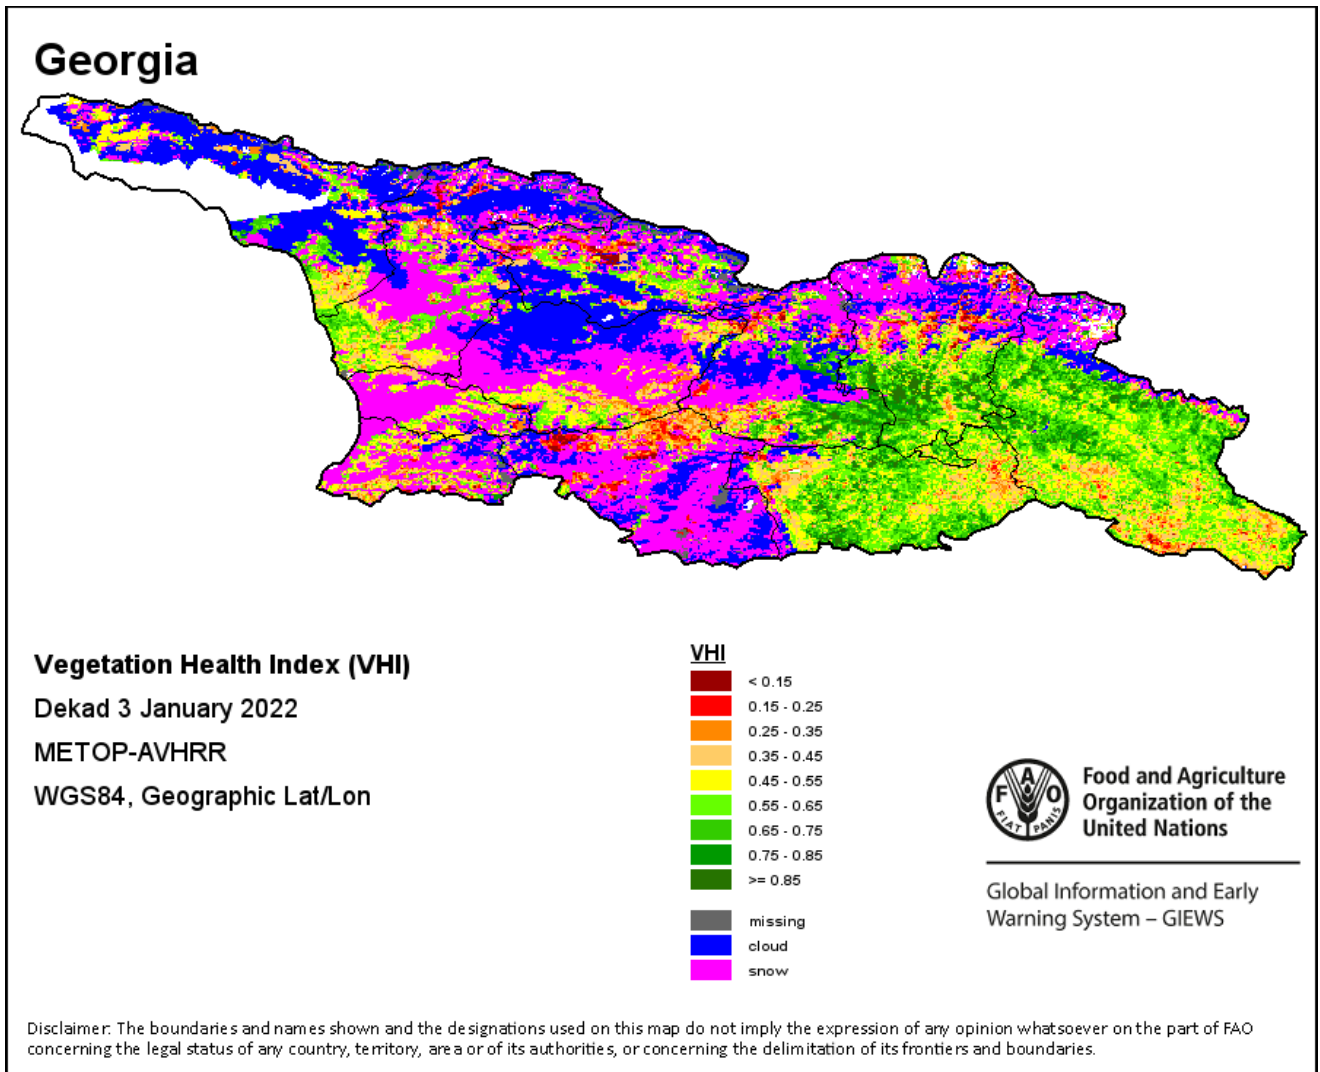 Georgia
Vegetation Health Index (VHI)
Dekad 3 January 2022
METOP-AVHRR
WGS84, Geographic Lat/Lon
VHI
< 0.15
0.15 - 0.25
0.25 - 0.35
0.35 - 0.45
0.45 - 0.55
0.55 - 0.65
0.65 - 0.75
0.75 - 0.85
>= 0.85
missing
cloud
snow
F A O
FIAT PANIS
Food and Agriculture
Organization of the
United Nations
Global Information and Early
Warning System – GIEWS
Disclaimer: The boundaries and names shown and the designations used on this map do not imply the expression of any opinion whatsoever on the part of FAO
concerning the legal status of any country, territory, area or of its authorities, or concerning the delimitation of its frontiers and boundaries.